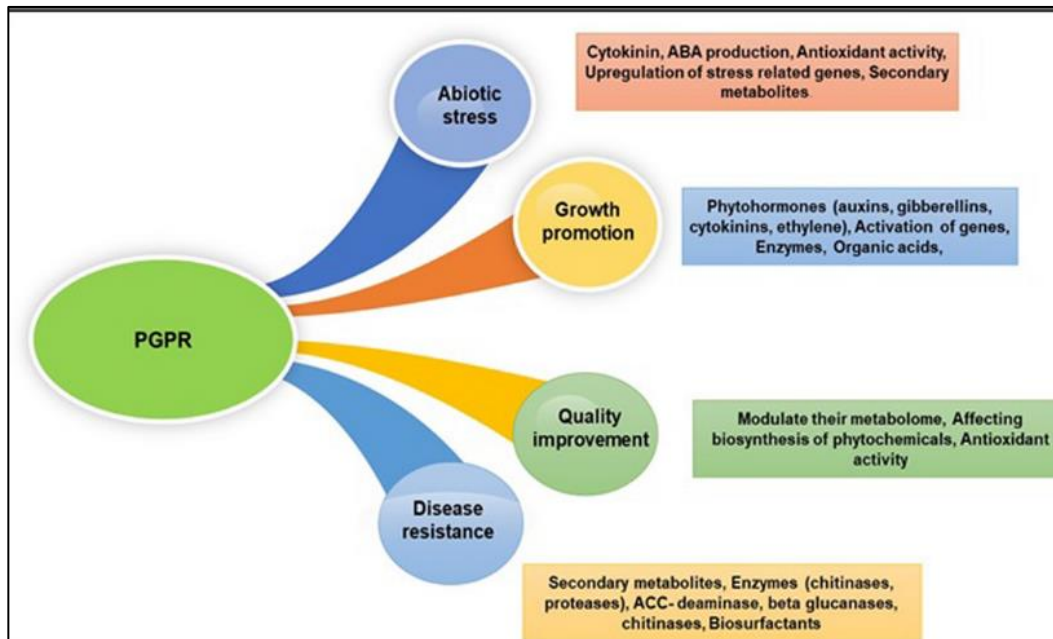 PGPR
Abiotic
stress
Cytokinin, ABA production, Antioxidant activity,
Upregulation of stress related genes, Secondary
metabolites
Growth
promotion
Phytohormones (auxins, gibberellins,
cytokinins, ethylene), Activation of genes,
Enzymes, Organic acids,
Quality
improvement
Modulate their metabolome, Affecting
biosynthesis of phytochemicals, Antioxidant
activity
Disease
resistance
Secondary metabolites, Enzymes (chitinases,
proteases), ACC- deaminase, beta glucanases,
chitinases, Biosurfactants